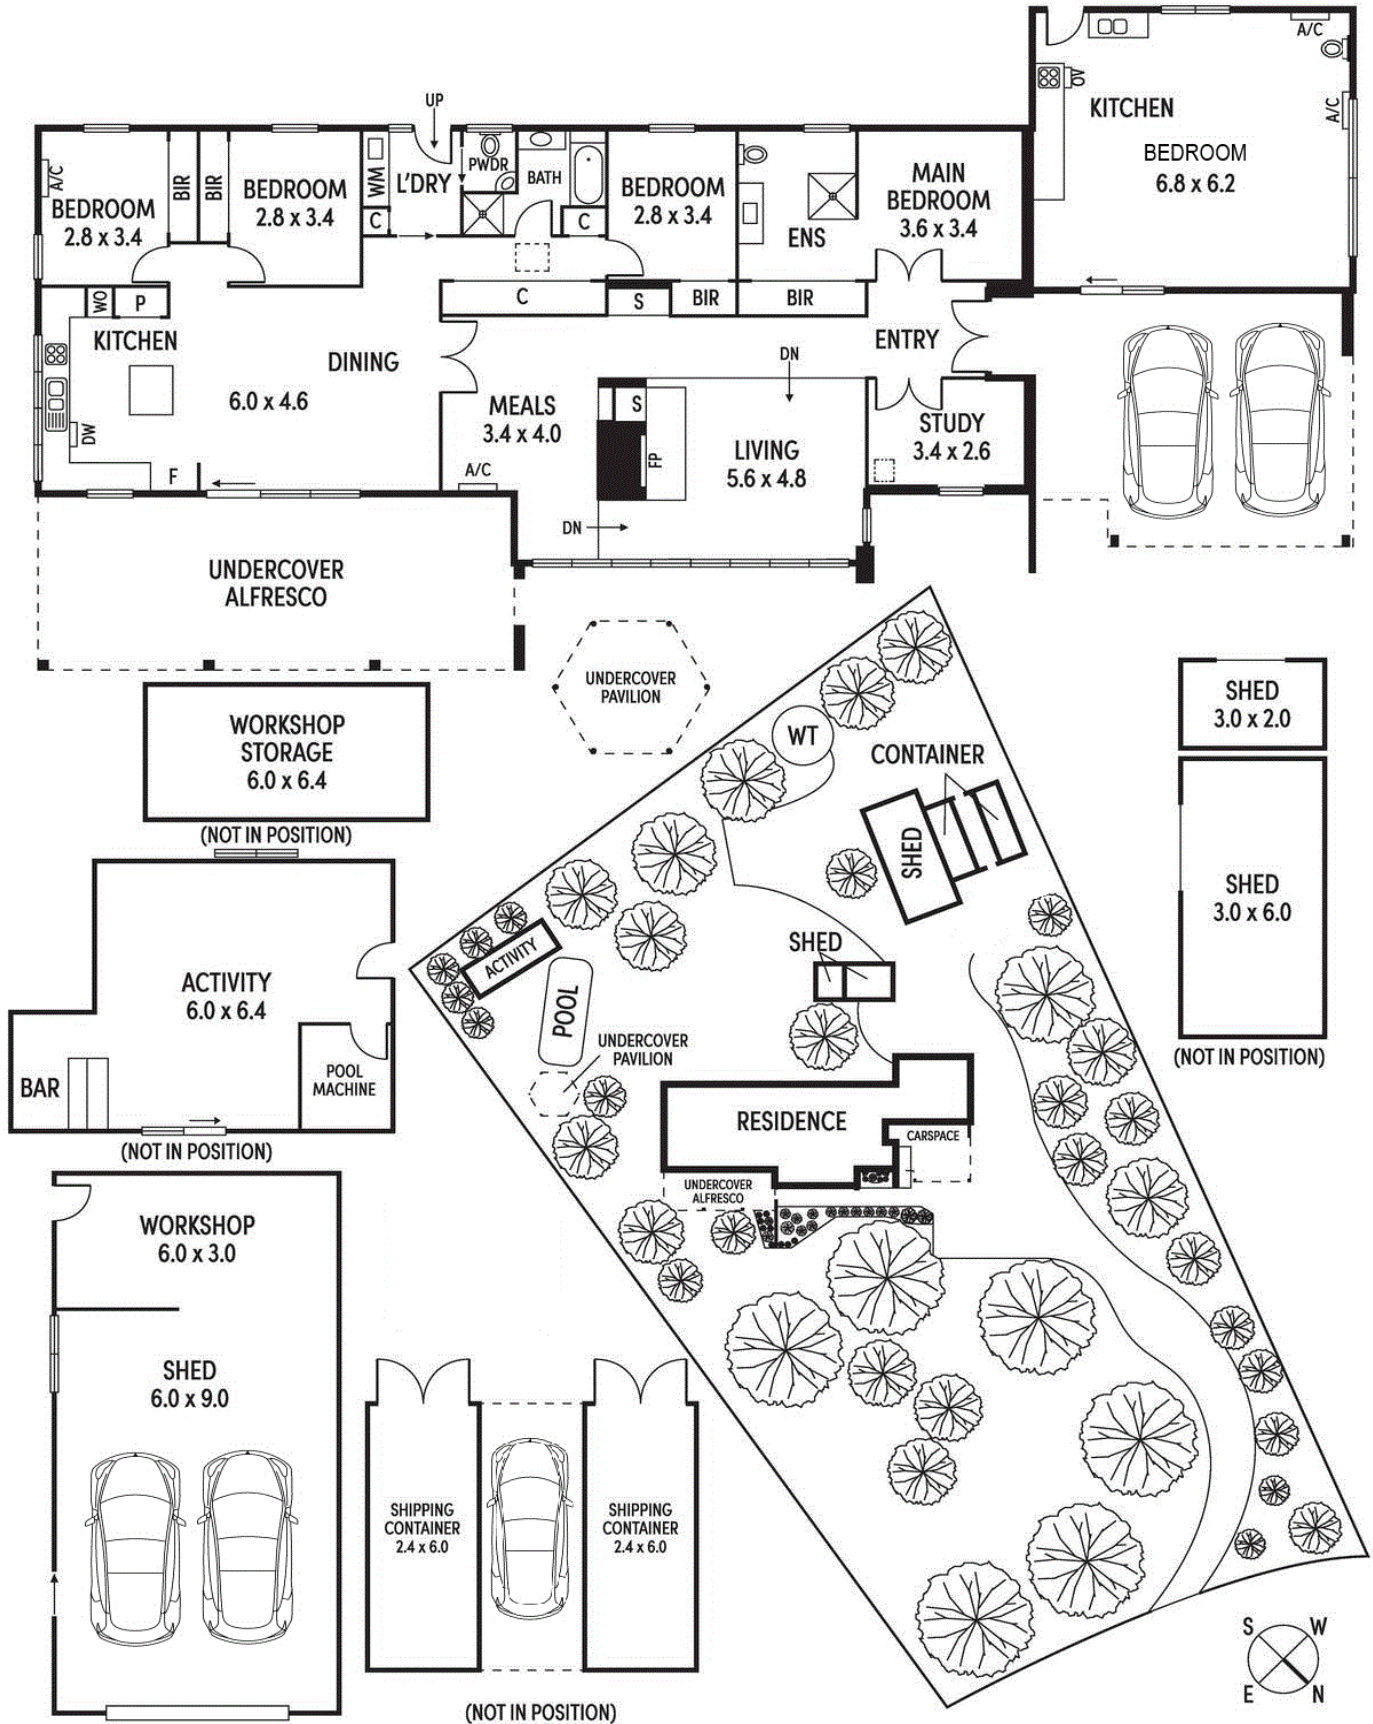 A/C
OV
KITCHEN
A/C
BEDROOM
6.8 x 6.2
UP
A/C
BEDROOM
2.8 x 3.4
BIR
BIR
BEDROOM
2.8 x 3.4
WM
C
L'DRY
PWDR
BATH
C
BEDROOM
2.8 x 3.4
ENS
MAIN
BEDROOM
3.6 x 3.4
WO
P
C
S
BIR
BIR
KITCHEN
DINING
6.0 x 4.6
DW
F
MEALS
3.4 x 4.0
A/C
S
FP
DN
LIVING
5.6 x 4.8
ENTRY
STUDY
3.4 x 2.6
DN
UNDERCOVER
ALFRESCO
UNDERCOVER
PAVILION
WORKSHOP
STORAGE
6.0 x 6.4
(NOT IN POSITION)
ACTIVITY
6.0 x 6.4
BAR
POOL
MACHINE
(NOT IN POSITION)
WORKSHOP
6.0 x 3.0
SHED
6.0 x 9.0
SHIPPING
CONTAINER
2.4 x 6.0
SHIPPING
CONTAINER
2.4 x 6.0
(NOT IN POSITION)
SHED
3.0 x 2.0
SHED
3.0 x 6.0
(NOT IN POSITION)
WT
CONTAINER
SHED
SHED
ACTIVITY
POOL
UNDERCOVER
PAVILION
RESIDENCE
CARSPACE
UNDERCOVER
ALFRESCO
S
W
E
N